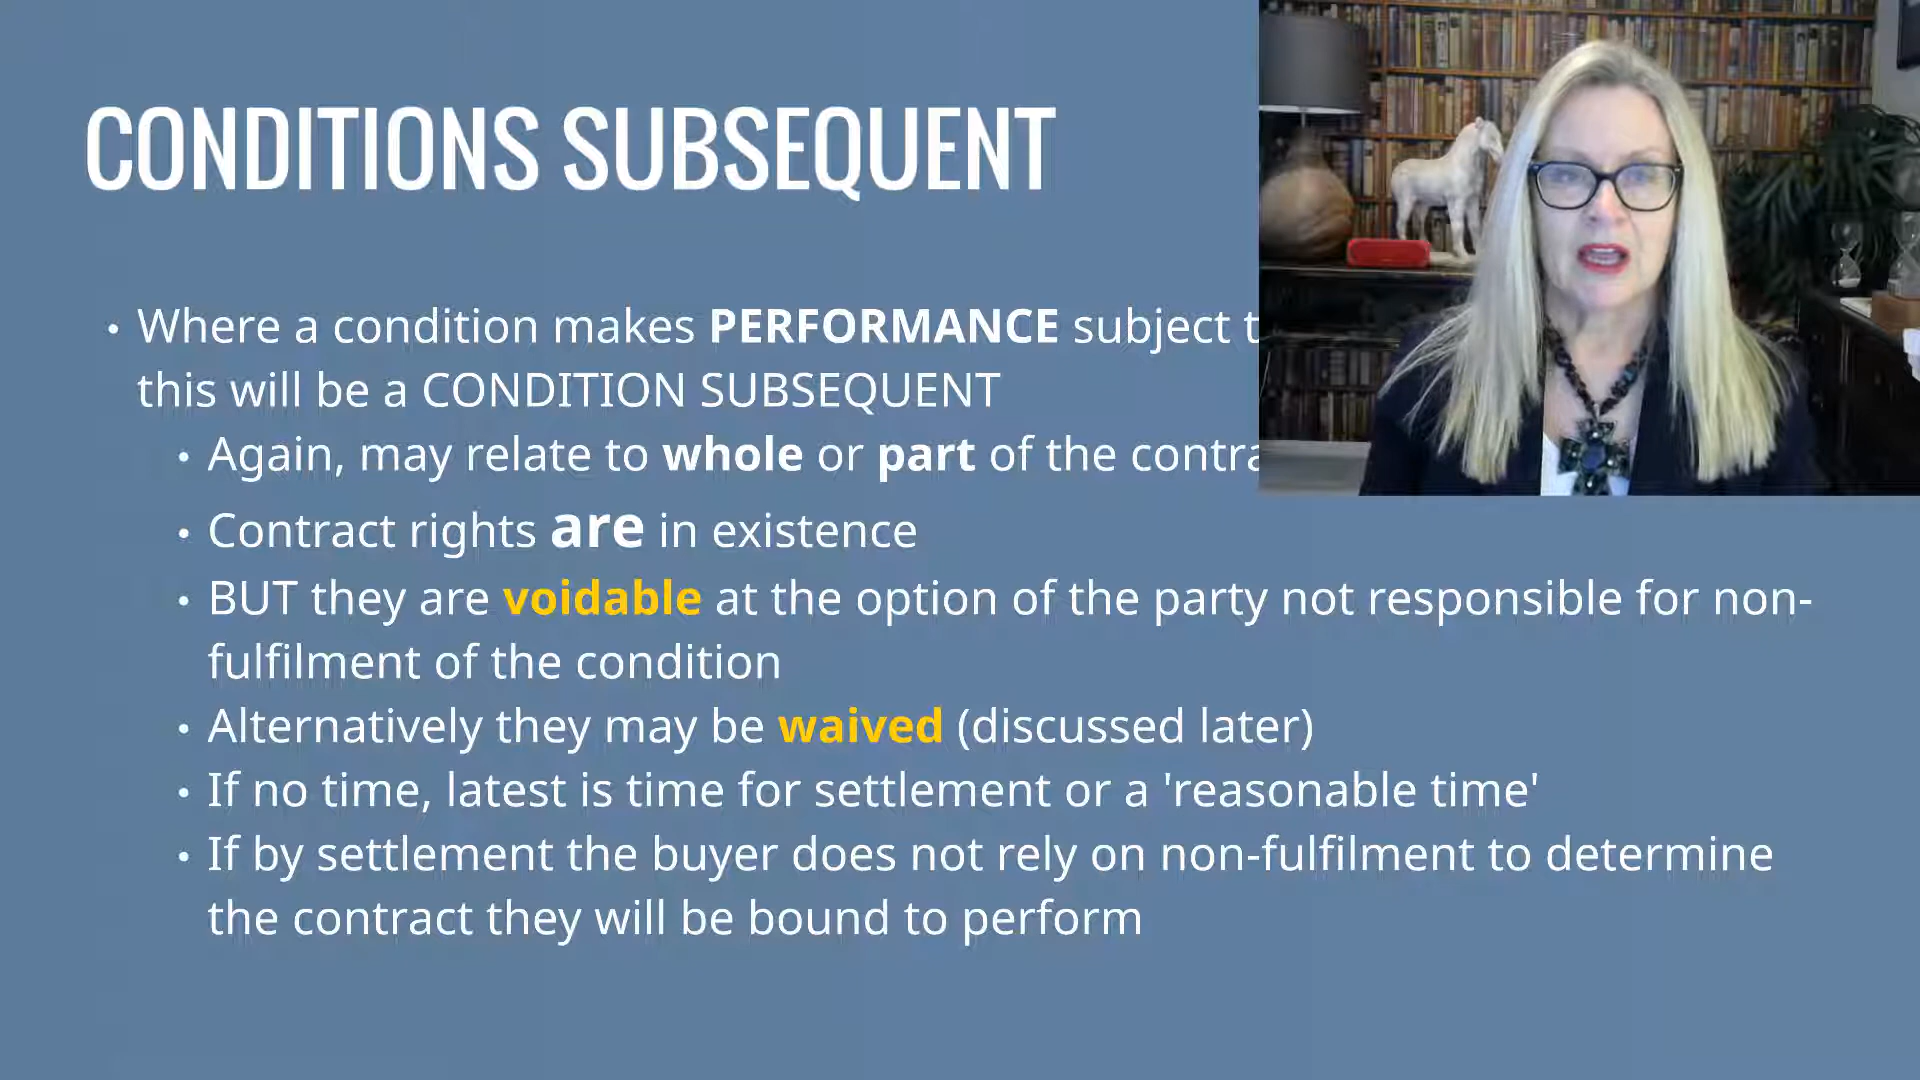 CONDITIONS SUBSEQUENT
• Where a condition makes PERFORMANCE subject
this will be a CONDITION SUBSEQUENT
• Again, may relate to whole or part of the
• Contract rights are in existence
• BUT they are voidable at the option of the party not responsible for non-
fulfilment of the condition
• Alternatively they may be waived (discussed later)
• If no time, latest is time for settlement or a 'reasonable time'
• If by settlement the buyer does not rely on non-fulfilment to determine
the contract they will be bound to perform